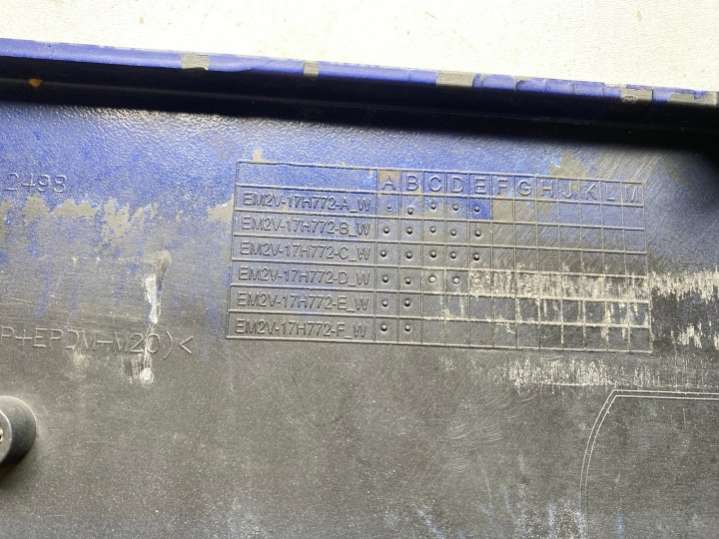 2498
A B C D E F G H J K L M
EM2V-17H772-A_W
EM2V-17H772-B_W
EM2V-17H772-C_W
EM2V-17H772-D_W
EM2V-17H772-E_W
EM2V-17H772-F_W
P+EPDM-M20)<